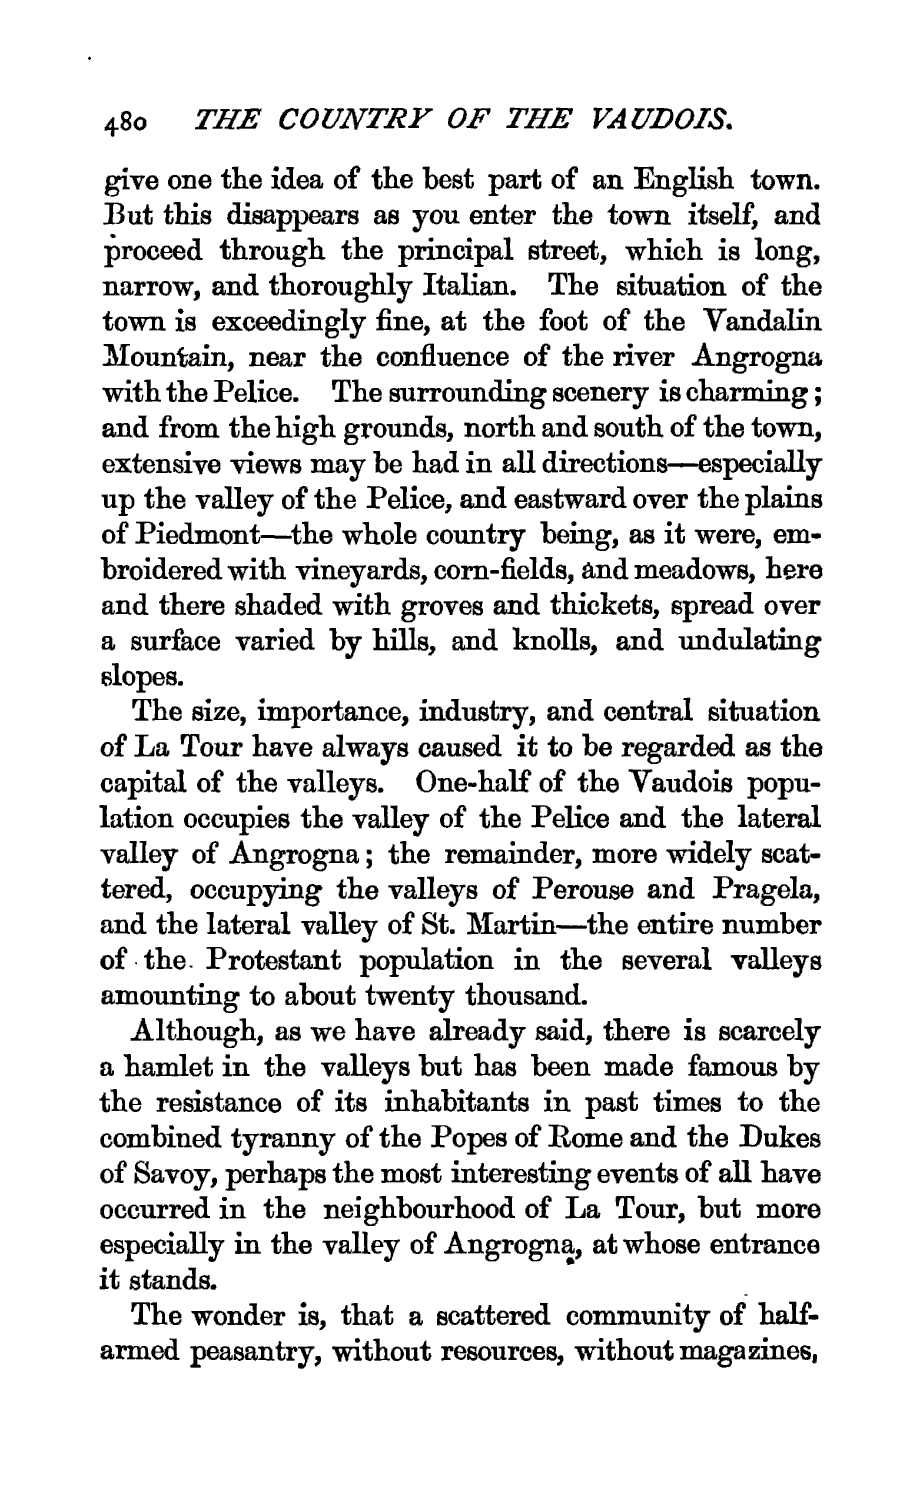 480 THE COUNTRY OF THE VAUDOIS.
give one the idea of the best part of an English town.
But this disappears as you enter the town itself, and
proceed through the principal street, which is long,
narrow, and thoroughly Italian. The situation of the
town is exceedingly fine, at the foot of the Vandalin
Mountain, near the confluence of the river Angrogna
with the Pelice. The surrounding scenery is charming;
and from the high grounds, north and south of the town,
extensive views may be had in all directions—especially
up the valley of the Pelice, and eastward over the plains
of Piedmont—the whole country being, as it were, em-
broidered with vineyards, corn-fields, and meadows, here
and there shaded with groves and thickets, spread over
a surface varied by hills, and knolls, and undulating
slopes.
The size, importance, industry, and central situation
of La Tour have always caused it to be regarded as the
capital of the valleys. One-half of the Vaudois popu-
lation occupies the valley of the Pelice and the lateral
valley of Angrogna; the remainder, more widely scat-
tered, occupying the valleys of Perouse and Pragela,
and the lateral valley of St. Martin—the entire number
of the Protestant population in the several valleys
amounting to about twenty thousand.
Although, as we have already said, there is scarcely
a hamlet in the valleys but has been made famous by
the resistance of its inhabitants in past times to the
combined tyranny of the Popes of Rome and the Dukes
of Savoy, perhaps the most interesting events of all have
occurred in the neighbourhood of La Tour, but more
especially in the valley of Angrogna, at whose entrance
it stands.
The wonder is, that a scattered community of half-
armed peasantry, without resources, without magazines,